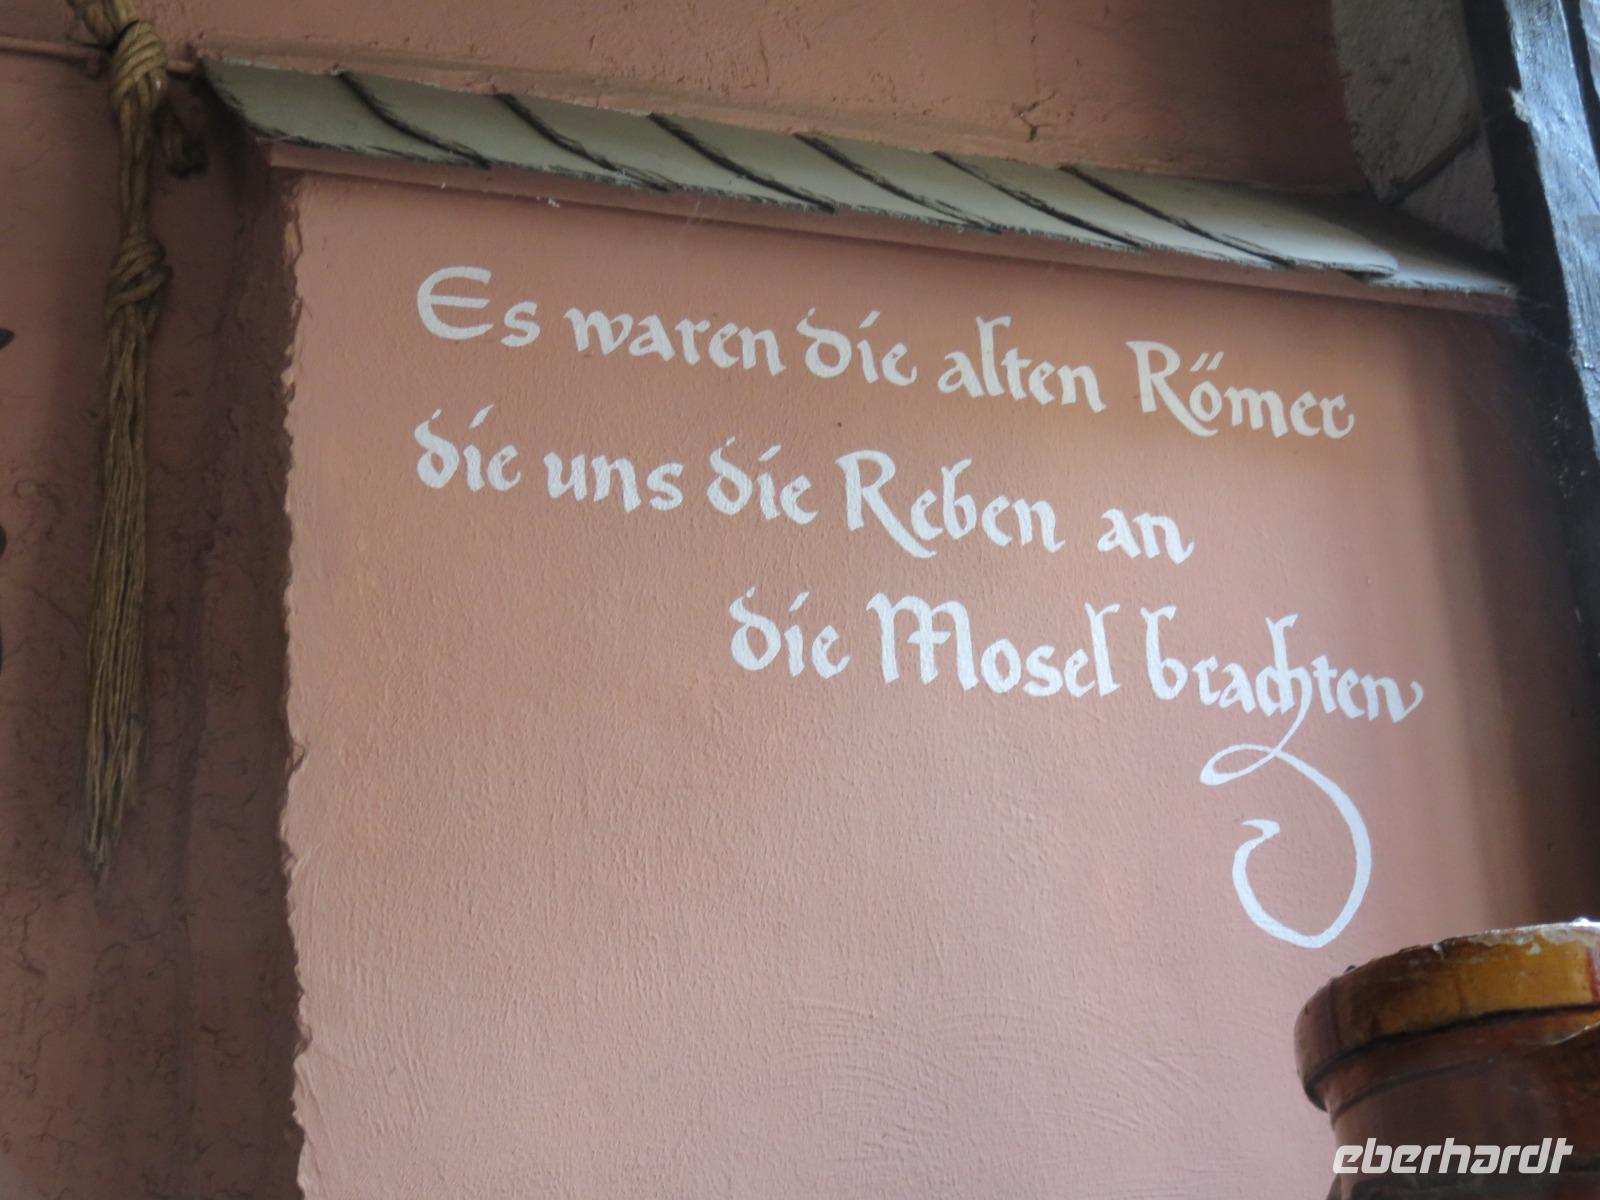 Es waren die alten Römer
die uns die Reben an
die Mosel brachten
eberhardt